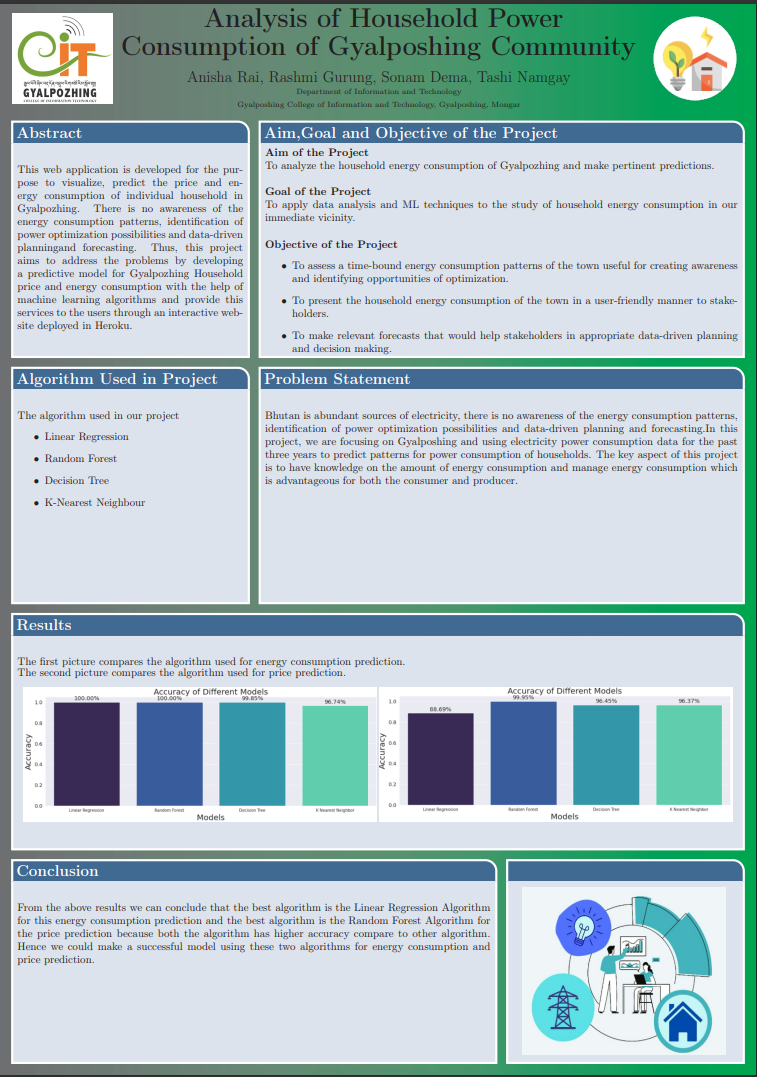 Analysis of Household Power
Consumption of Gyalposhing Community
Anisha Rai, Rashmi Gurung, Sonam Dema, Tashi Namgay
Department of Information and Technology
Gyalposhing College of Information and Technology, Gyalposhing, Mongar
GYALPOZHING
COLLEGE OF INFORMATION TECHNOLOGY
Abstract
This web application is developed for the pur-
pose to visualize, predict the price and en-
ergy consumption of individual household in
Gyalpozhing. There is no awareness of the
energy consumption patterns, identification of
power optimization possibilities and data-driven
planningand forecasting. Thus, this project
aims to address the problems by developing
a predictive model for Gyalpozhing Household
price and energy consumption with the help of
machine learning algorithms and provide this
services to the users through an interactive web-
site deployed in Heroku.
Aim,Goal and Objective of the Project
Aim of the Project
To analyze the household energy consumption of Gyalpozhing and make pertinent predictions.
Goal of the Project
To apply data analysis and ML techniques to the study of household energy consumption in our
immediate vicinity.
Objective of the Project
• To assess a time-bound energy consumption patterns of the town useful for creating awareness
and identifying opportunities of optimization.
• To present the household energy consumption of the town in a user-friendly manner to stake-
holders.
• To make relevant forecasts that would help stakeholders in appropriate data-driven planning
and decision making.
Algorithm Used in Project
The algorithm used in our project
• Linear Regression
• Random Forest
• Decision Tree
• K-Nearest Neighbour
Problem Statement
Bhutan is abundant sources of electricity, there is no awareness of the energy consumption patterns,
identification of power optimization possibilities and data-driven planning and forecasting.In this
project, we are focusing on Gyalposhing and using electricity power consumption data for the past
three years to predict patterns for power consumption of households. The key aspect of this project
is to have knowledge on the amount of energy consumption and manage energy consumption which
is advantageous for both the consumer and producer.
Results
The first picture compares the algorithm used for energy consumption prediction.
The second picture compares the algorithm used for price prediction.
Accuracy of Different Models
100.00% 100.00% 99.85% 96.74%
Accuracy
1.0
0.8
0.6
0.4
0.2
0.0
Linear Regression Random Forest Decision Tree K Nearest Neighbor
Models
Accuracy of Different Models
88.69% 99.95% 96.45% 96.37%
Accuracy
1.0
0.8
0.6
0.4
0.2
0.0
Linear Regression Random Forest Decision Tree K Nearest Neighbor
Models
Conclusion
From the above results we can conclude that the best algorithm is the Linear Regression Algorithm
for this energy consumption prediction and the best algorithm is the Random Forest Algorithm for
the price prediction because both the algorithm has higher accuracy compare to other algorithm.
Hence we could make a successful model using these two algorithms for energy consumption and
price prediction.